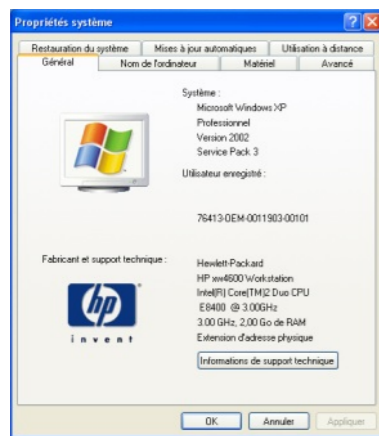 Propriétés système
Restauration du système Mises à jour automatiques Utilisation à distance
Général Nom de l'ordinateur Matériel Avancé
Système :
Microsoft Windows XP
Professionnel
Version 2002
Service Pack 3
Utilisateur enregistré :
76413-OEM-0011903-00101
Fabricant et support technique :
Hewlett-Packard
HP xw4600 Workstation
Intel(R) Core(TM)2 Duo CPU
E8400 @ 3.00GHz
3.00 GHz, 2,00 Go de RAM
Extension d'adresse physique
hp
invent
Informations de support technique
OK Annuler Appliquer